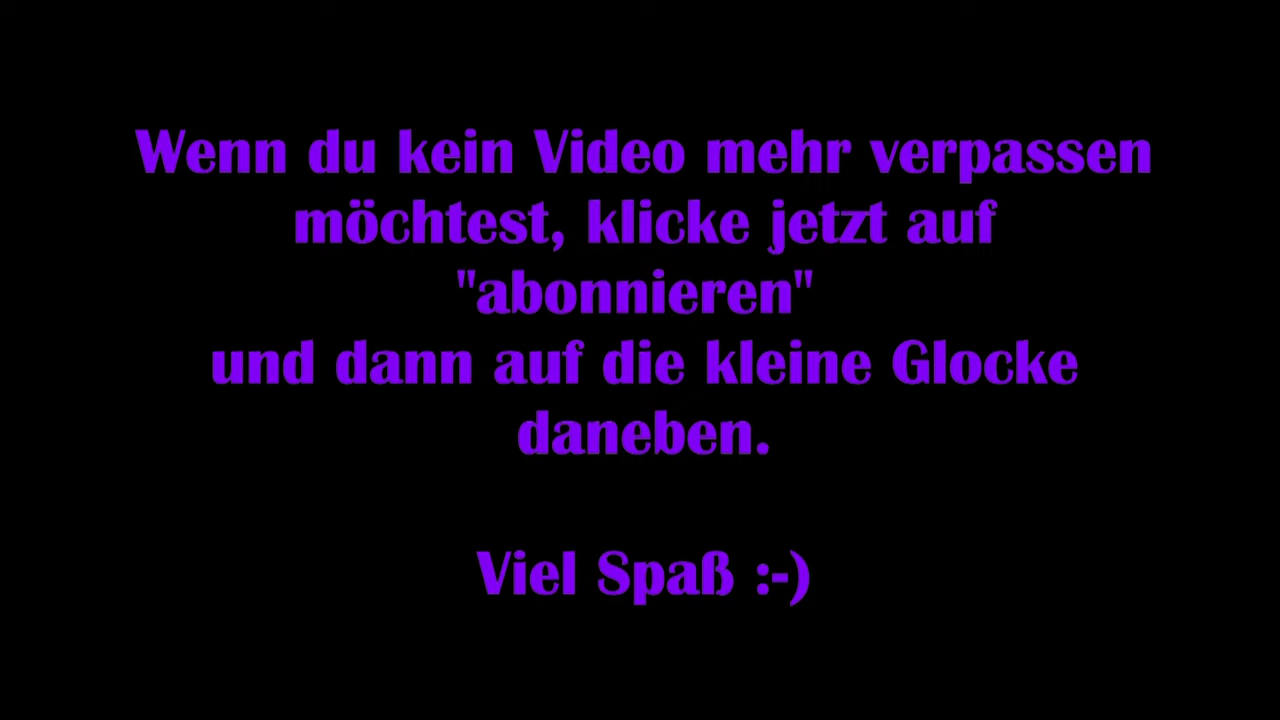 Wenn du kein Video mehr verpassen
möchtest, klicke jetzt auf
"abonnieren"
und dann auf die kleine Glocke
daneben.
Viel Spaß :-)